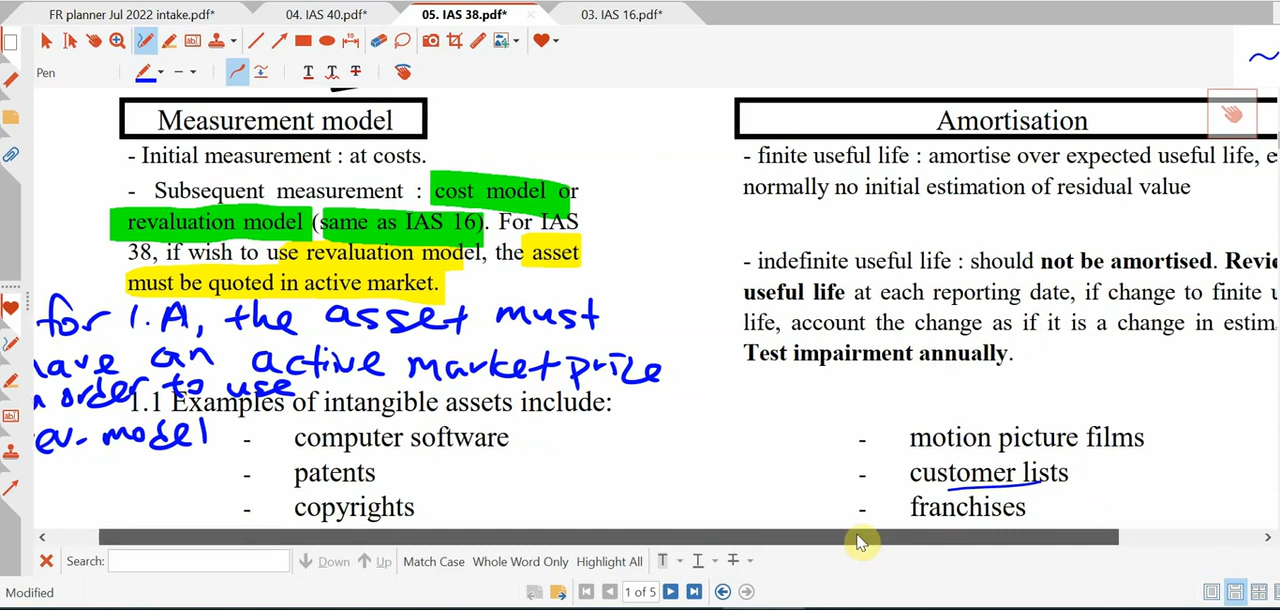 FR planner Jul 2022 intake.pdf* 04. IAS 40.pdf* 05. IAS 38.pdf* 03. IAS 16.pdf*
Pen
Measurement model
- Initial measurement : at costs.
- Subsequent measurement : cost model or
revaluation model (same as IAS 16). For IAS
38, if wish to use revaluation model, the asset
must be quoted in active market.
for I.A, the asset must
an active market price
order to use
model
1.1 Examples of intangible assets include:
- computer software
- patents
- copyrights
Amortisation
- finite useful life : amortise over expected useful life,
normally no initial estimation of residual value
- indefinite useful life : should not be amortised.
useful life at each reporting date, if change to finite
life, account the change as if it is a change in
Test impairment annually.
- motion picture films
- customer lists
- franchises
Search: Down Up Match Case Whole Word Only Highlight All
Modified 1 of 5